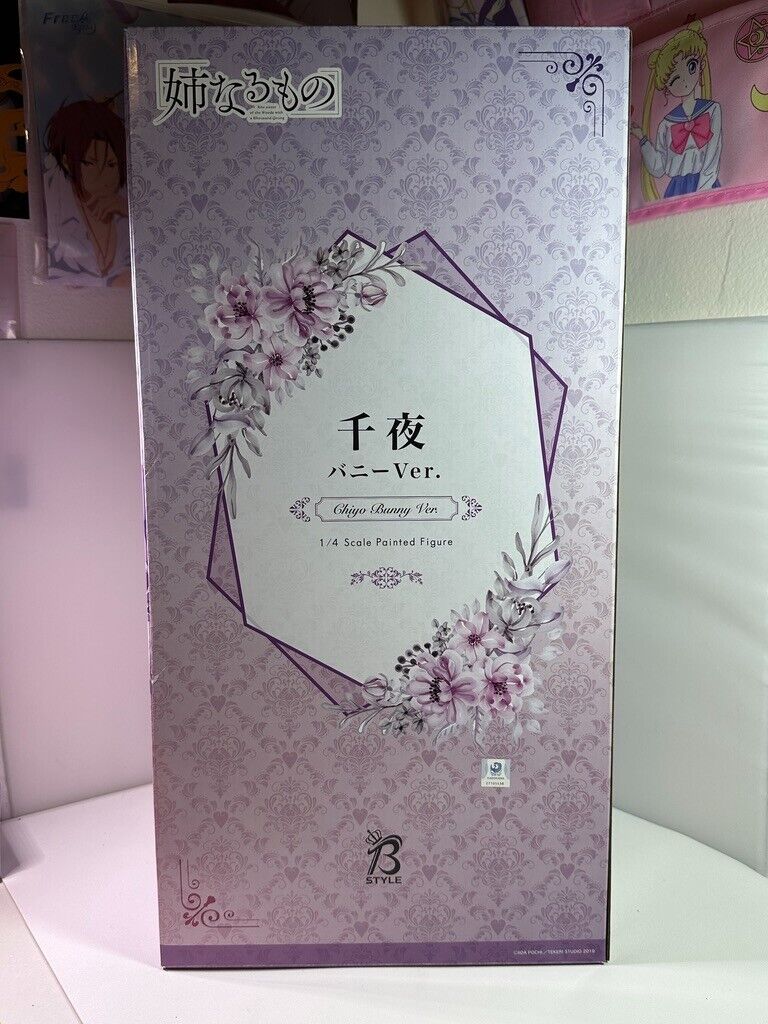 Free!
姉なるもの
千夜
バニーVer.
Chiyo Bunny Ver.
1/4 Scale Painted Figure
B
STYLE